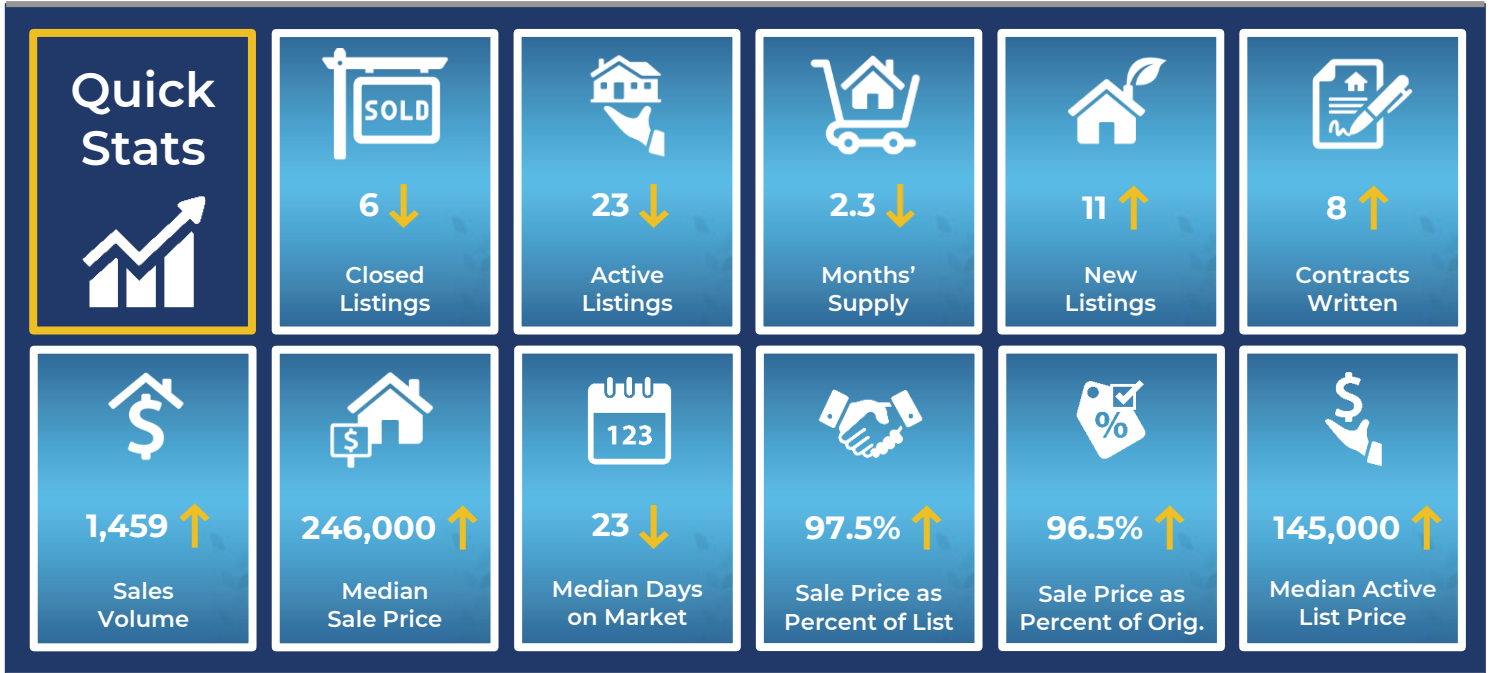 Quick
Stats
SOLD
6 ↓
Closed
Listings
23 ↓
Active
Listings
2.3 ↓
Months’
Supply
11 ↑
New
Listings
8 ↑
Contracts
Written
$
1,459 ↑
Sales
Volume
$
246,000 ↑
Median
Sale Price
123
23 ↓
Median Days
on Market
97.5% ↑
Sale Price as
Percent of List
%
96.5% ↑
Sale Price as
Percent of Orig.
$
145,000 ↑
Median Active
List Price